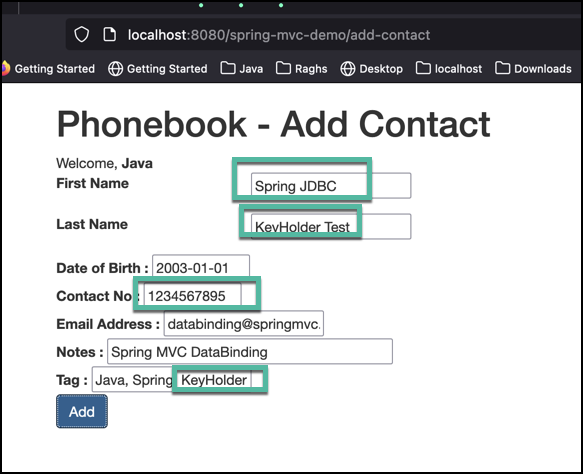 localhost:8080/spring-mvc-demo/add-contact
Getting Started Getting Started Java Raghs Desktop localhost Downloads
Phonebook - Add Contact
Welcome, Java
First Name Spring JDBC
Last Name KeyHolder Test
Date of Birth : 2003-01-01
Contact No : 1234567895
Email Address : databinding@springmvc.
Notes : Spring MVC DataBinding
Tag : Java, Spring KeyHolder
Add